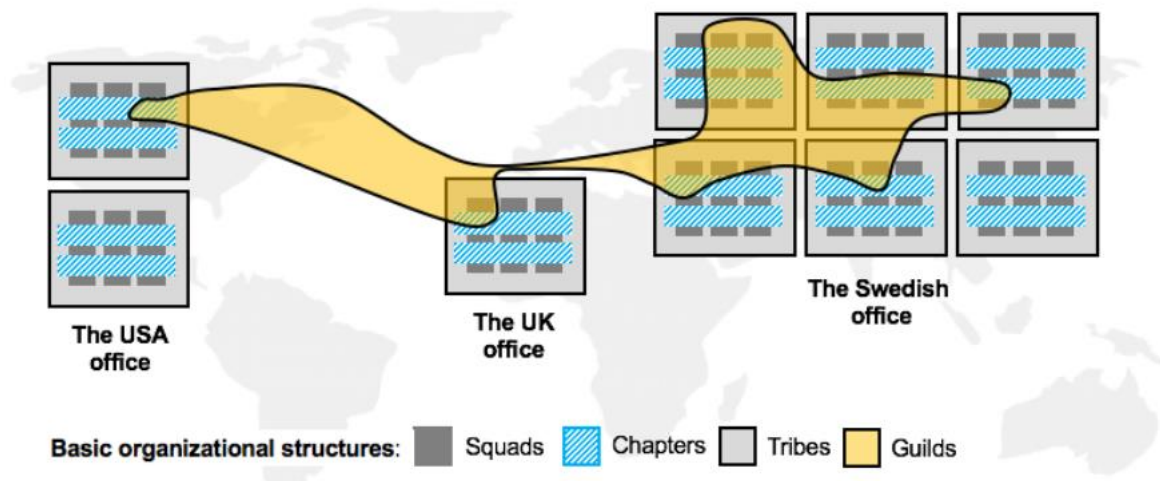 The USA
office
The UK
office
The Swedish
office
Basic organizational structures: Squads Chapters Tribes Guilds